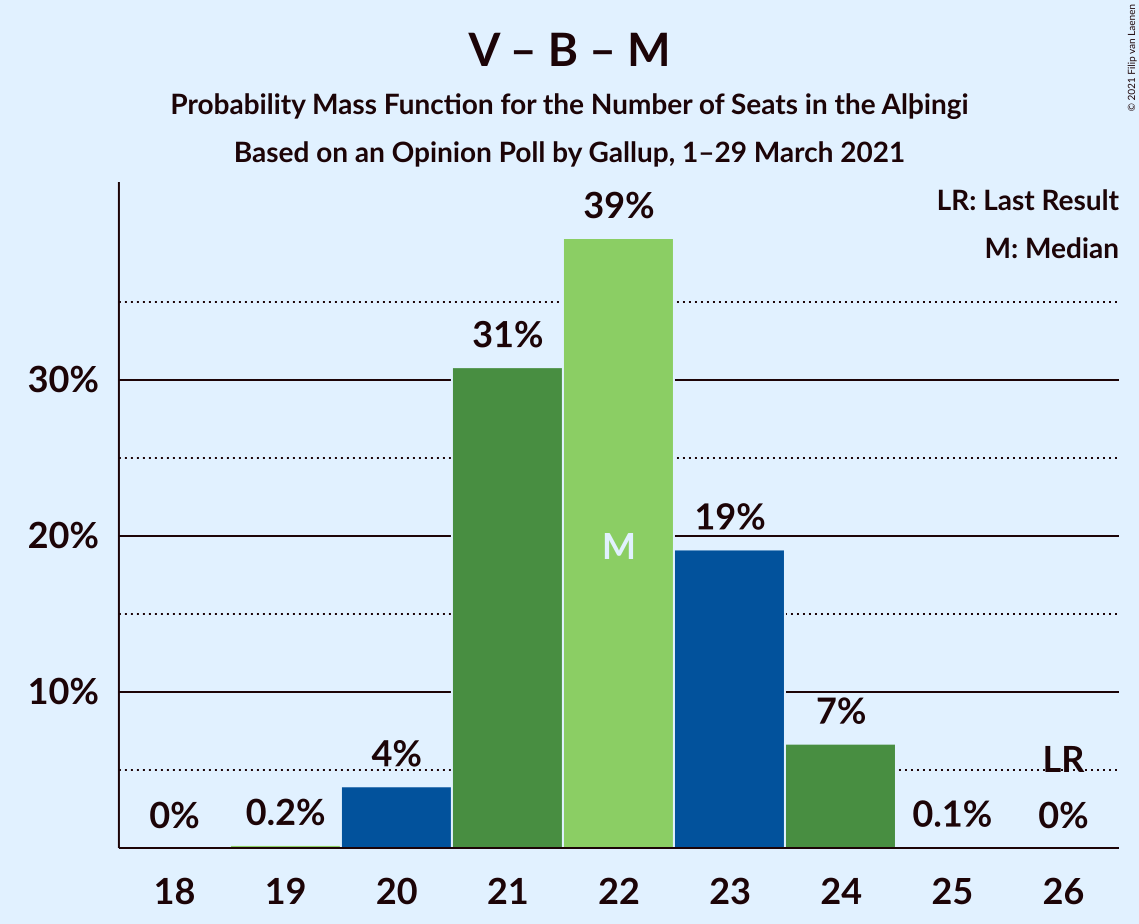 V – B – M
Probability Mass Function for the Number of Seats in the Alþingi
Based on an Opinion Poll by Gallup, 1–29 March 2021
© 2021 Filip van Laenen
LR: Last Result
M: Median
39%
31%
30%
20%
19%
M
10%
7%
4%
LR
0%
0.2%
0.1%
0%
18 19 20 21 22 23 24 25 26